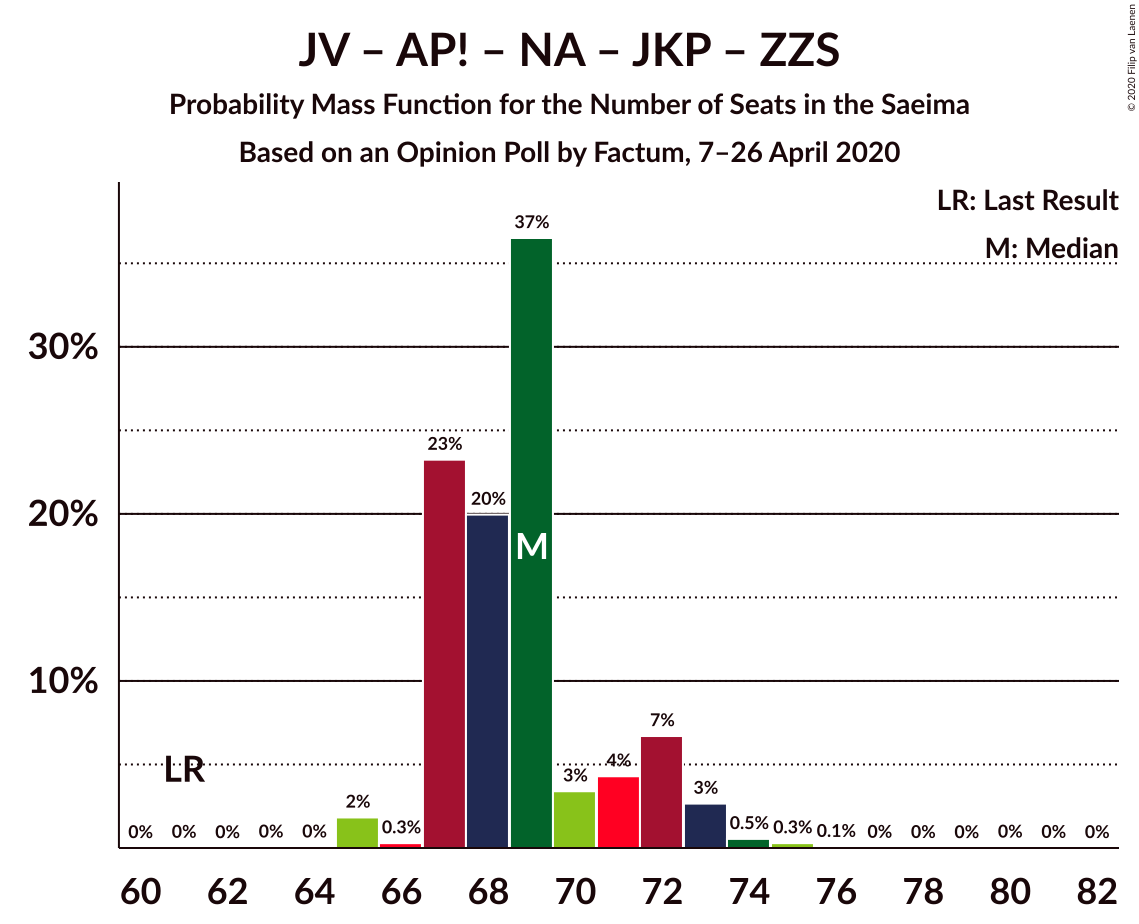 JV – AP! – NA – JKP – ZZS
Probability Mass Function for the Number of Seats in the Saeima
Based on an Opinion Poll by Factum, 7–26 April 2020
© 2020 Filip van Laenen
LR: Last Result
M: Median
37%
30%
23%
20%
20%
M
10%
7%
LR
4%
3%
3%
2%
0% 0% 0% 0% 0% 0.3% 0.5% 0.3% 0.1% 0% 0% 0% 0% 0% 0%
60 62 64 66 68 70 72 74 76 78 80 82